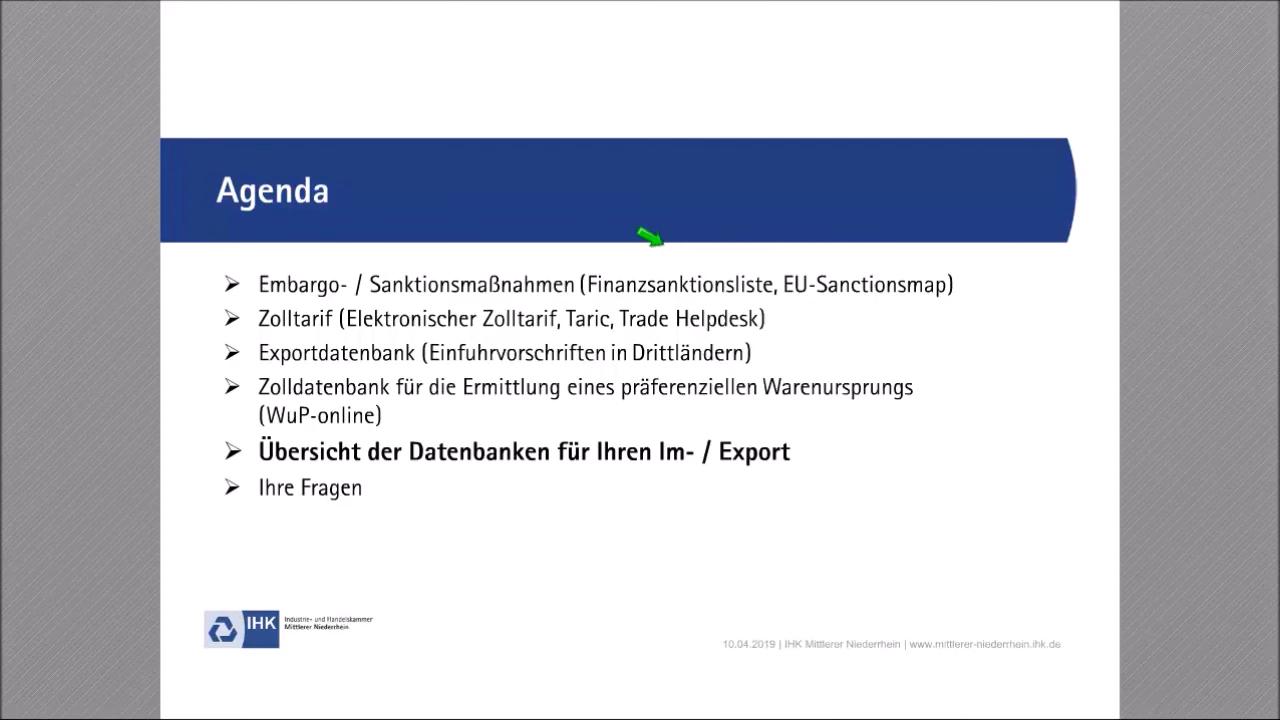 Agenda
Embargo- / Sanktionsmaßnahmen (Finanzsanktionsliste, EU-Sanctionsmap)
Zolltarif (Elektronischer Zolltarif, Taric, Trade Helpdesk)
Exportdatenbank (Einfuhrvorschriften in Drittländern)
Zolldatenbank für die Ermittlung eines präferenziellen Warenursprungs
(WuP-online)
Übersicht der Datenbanken für Ihren Im- / Export
Ihre Fragen
IHK
Industrie- und Handelskammer
Mittlerer Niederrhein
10.04.2019 | IHK Mittlerer Niederrhein | www.mittlerer-niederrhein.ihk.de